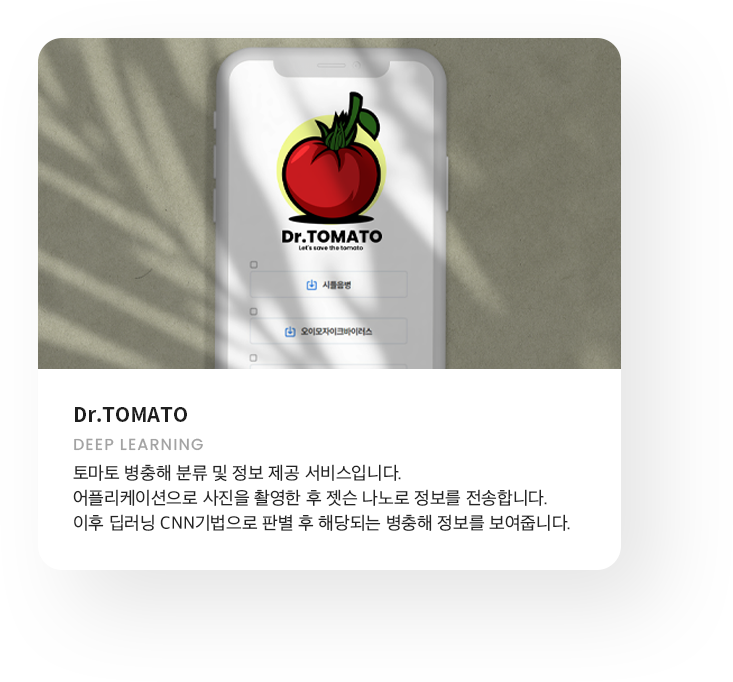 Dr.TOMATO
Let's save the tomato
시들음병
오이모자이크바이러스
Dr.TOMATO
DEEP LEARNING
토마토 병충해 분류 및 정보 제공 서비스입니다.
어플리케이션으로 사진을 촬영한 후 젯슨 나노로 정보를 전송합니다.
이후 딥러닝 CNN기법으로 판별 후 해당되는 병충해 정보를 보여줍니다.